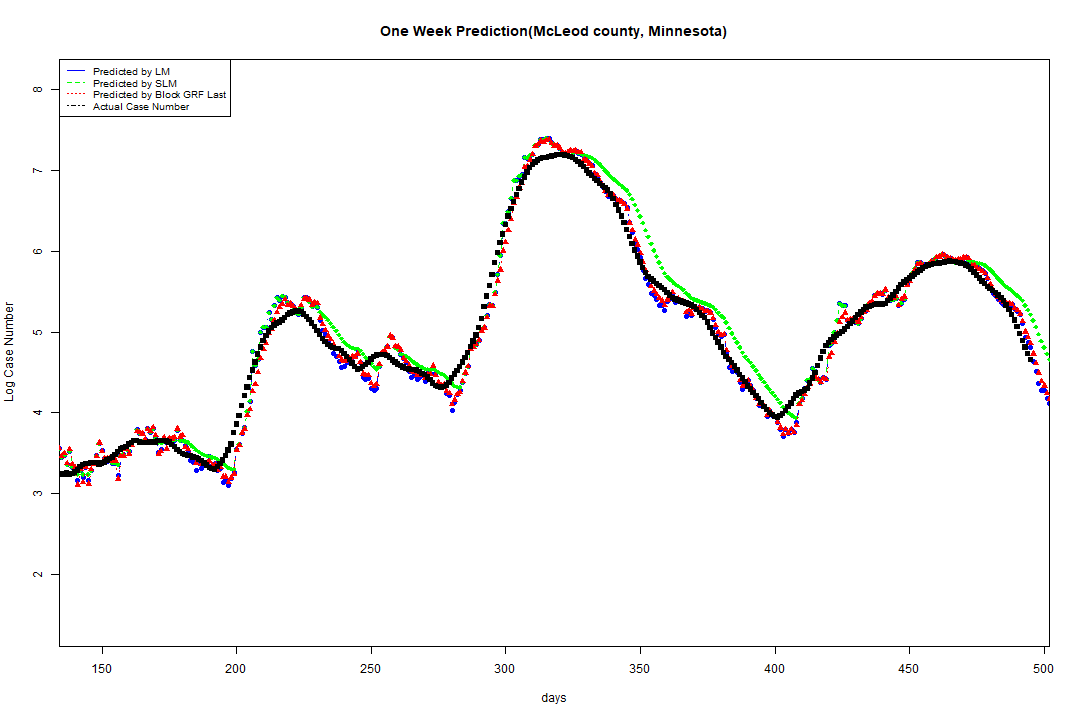 One Week Prediction(McLeod county, Minnesota)
Predicted by LM
Predicted by SLM
Predicted by Block GRF Last
Actual Case Number
8
7
6
5
4
3
2
Log Case Number
150 200 250 300 350 400 450 500
days